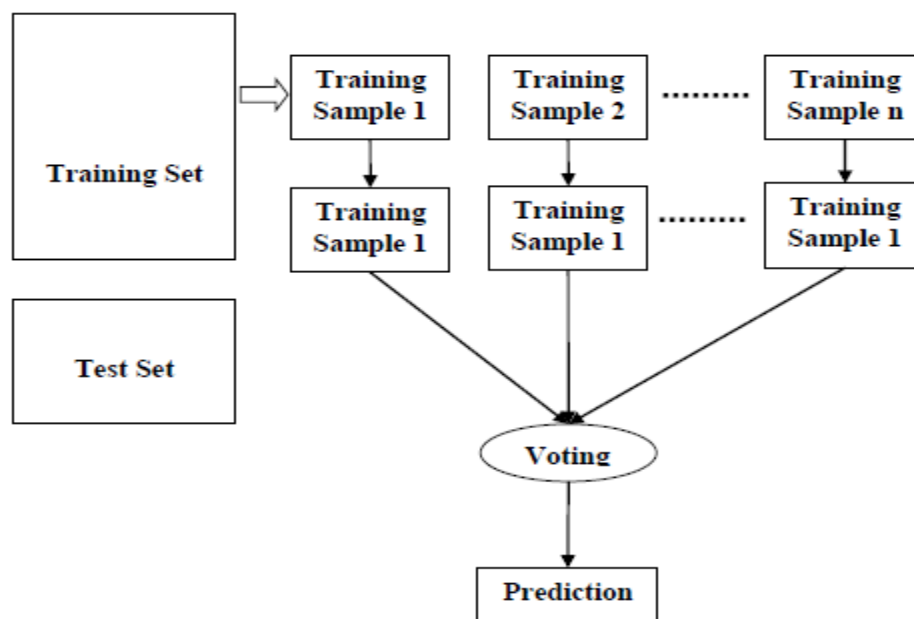 Training
Sample 1
Training
Sample 2
Training
Sample n
Training Set
Training
Sample 1
Training
Sample 1
Training
Sample 1
Test Set
Voting
Prediction